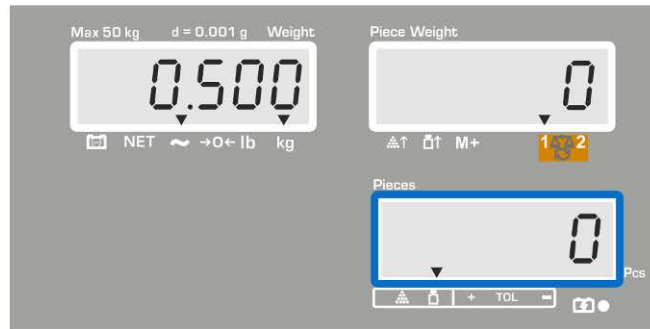 Max 50 kg d = 0.001 g Weight
0.500
NET →0← lb kg
Piece Weight
0
M+ 1 2
Pieces
0
Pcs
+ TOL -